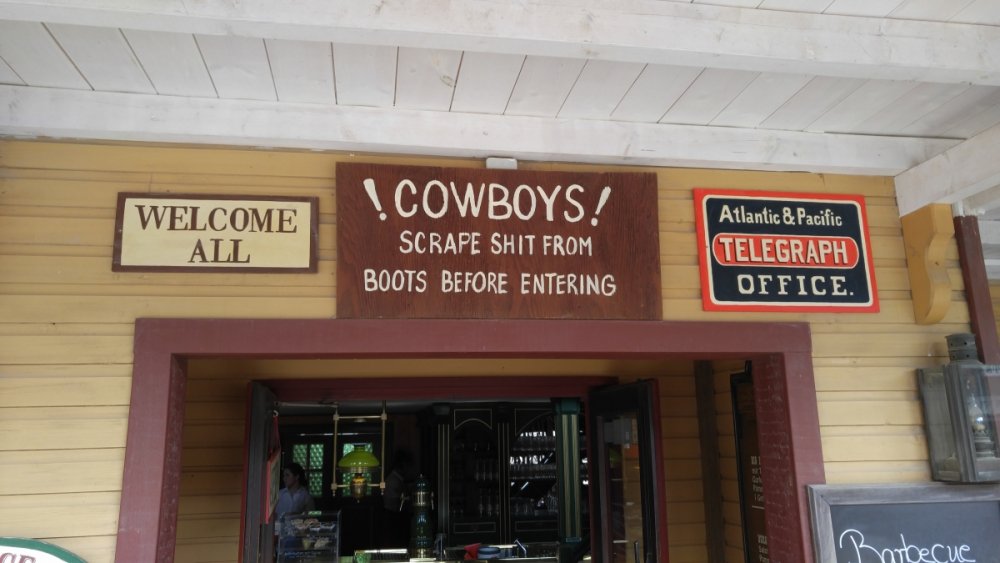 WELCOME
ALL
!COWBOYS!
SCRAPE SHIT FROM
BOOTS BEFORE ENTERING
Atlantic & Pacific
TELEGRAPH
OFFICE.
Barbecue